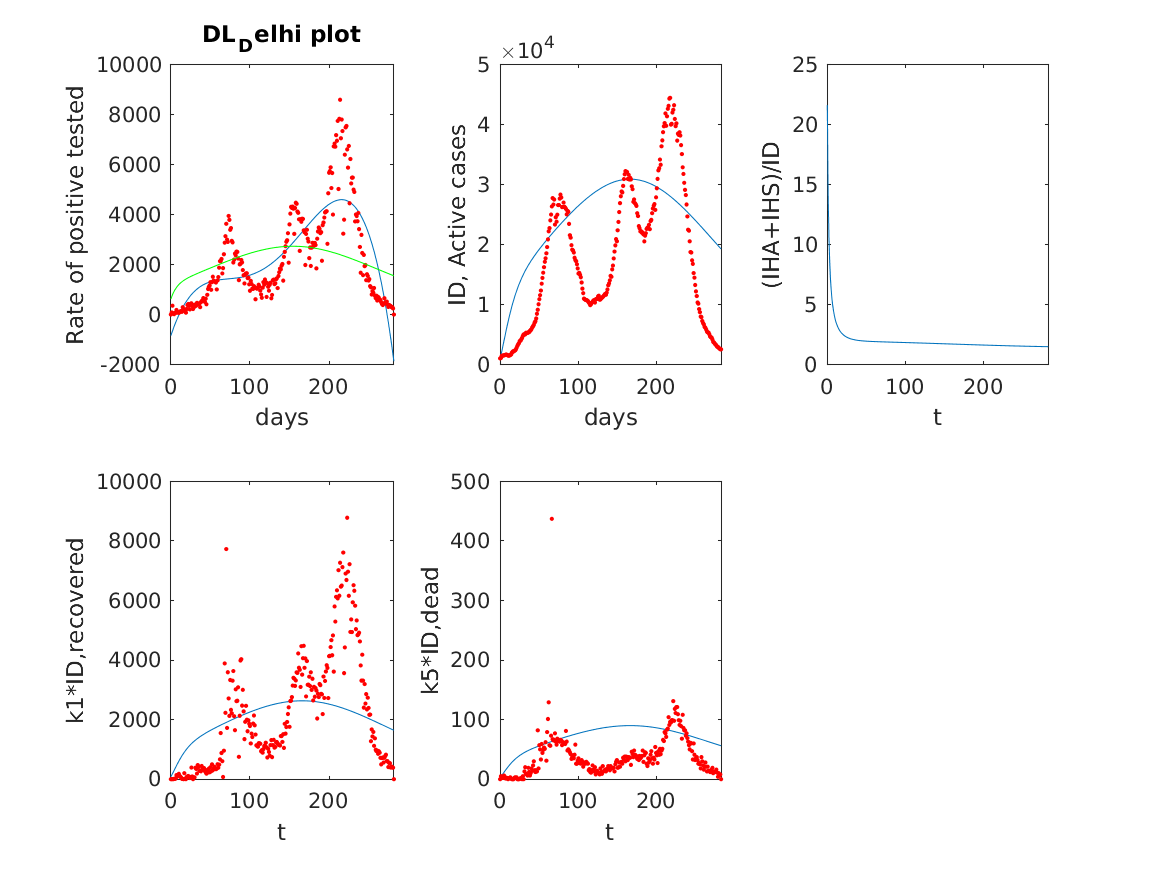 DL_Delhi plot
Rate of positive tested
10000
8000
6000
4000
2000
0
-2000
0 100 200
days
×10^4
ID, Active cases
5
4
3
2
1
0
0 100 200
days
(IHA+IHS)/ID
25
20
15
10
5
0
0 100 200
t
k1*ID,recovered
10000
8000
6000
4000
2000
0
0 100 200
t
k5*ID,dead
500
400
300
200
100
0
0 100 200
t